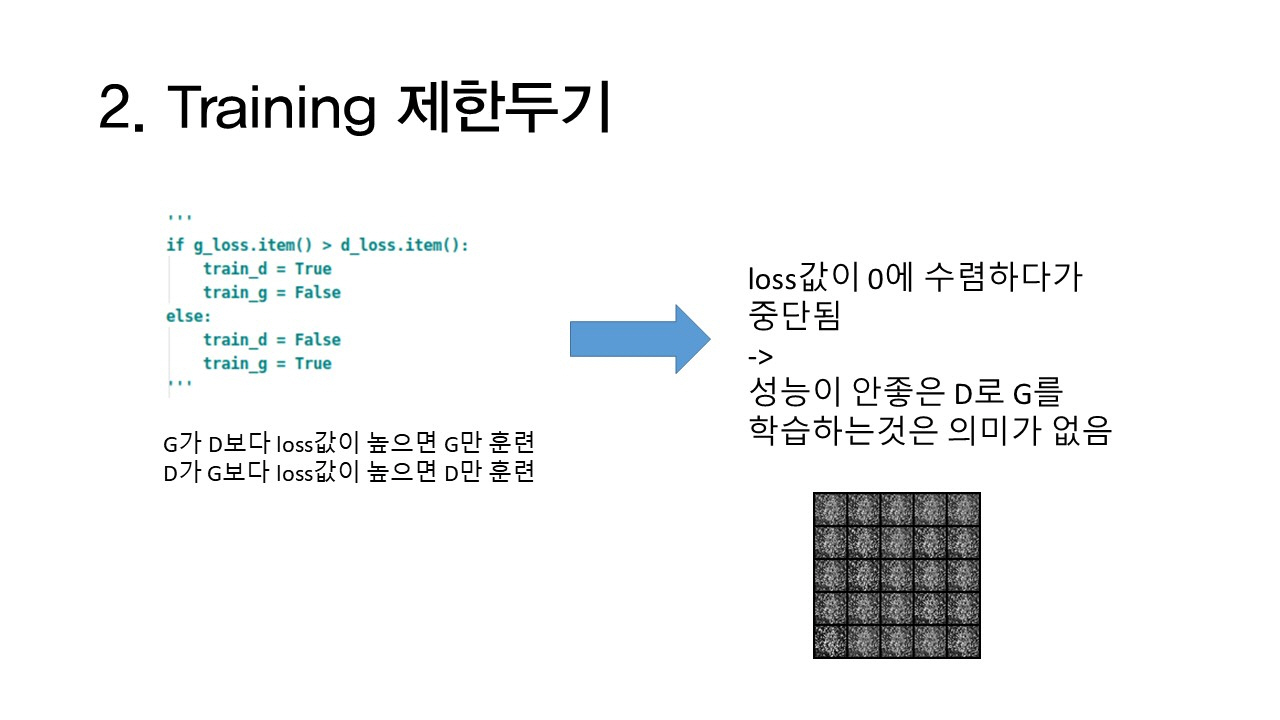 2. Training 제한두기
'''
if g_loss.item() > d_loss.item():
    train_d = True
    train_g = False
else:
    train_d = False
    train_g = True
'''
G가 D보다 loss값이 높으면 G만 훈련
D가 G보다 loss값이 높으면 D만 훈련
loss값이 0에 수렴하다가
중단됨
->
성능이 안좋은 D로 G를
학습하는것은 의미가 없음